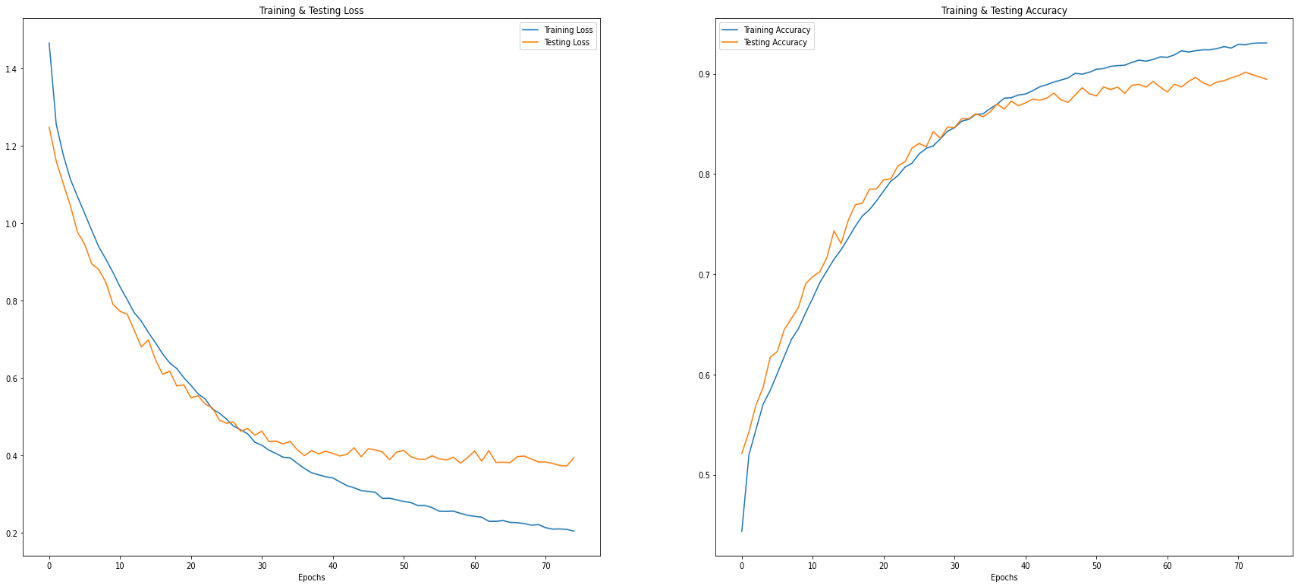 Training & Testing Loss
Training Loss
Testing Loss
1.4
1.2
1.0
0.8
0.6
0.4
0.2
0 10 20 30 40 50 60 70
Epochs
Training & Testing Accuracy
Training Accuracy
Testing Accuracy
0.9
0.8
0.7
0.6
0.5
0 10 20 30 40 50 60 70
Epochs